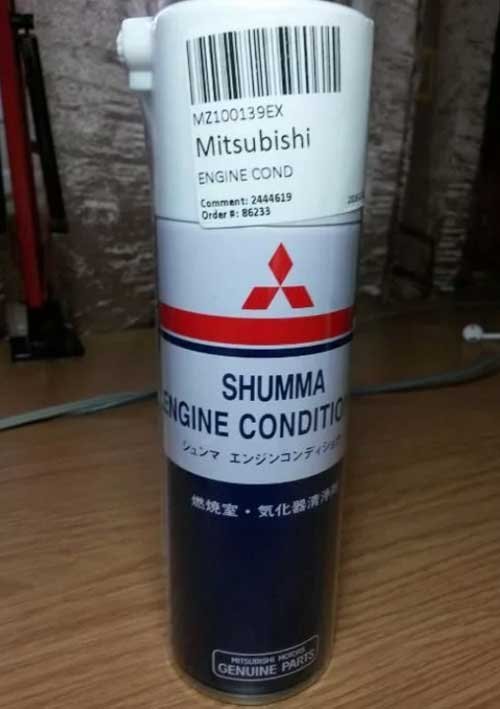 MZ100139EX
Mitsubishi
ENGINE COND
Comment: 2444619
Order #: 86233
SHUMMA
ENGINE CONDITIO
シュンマ エンジンコンディショ
燃焼室・気化器清浄剤
MITSUBISHI MOTORS
GENUINE PARTS